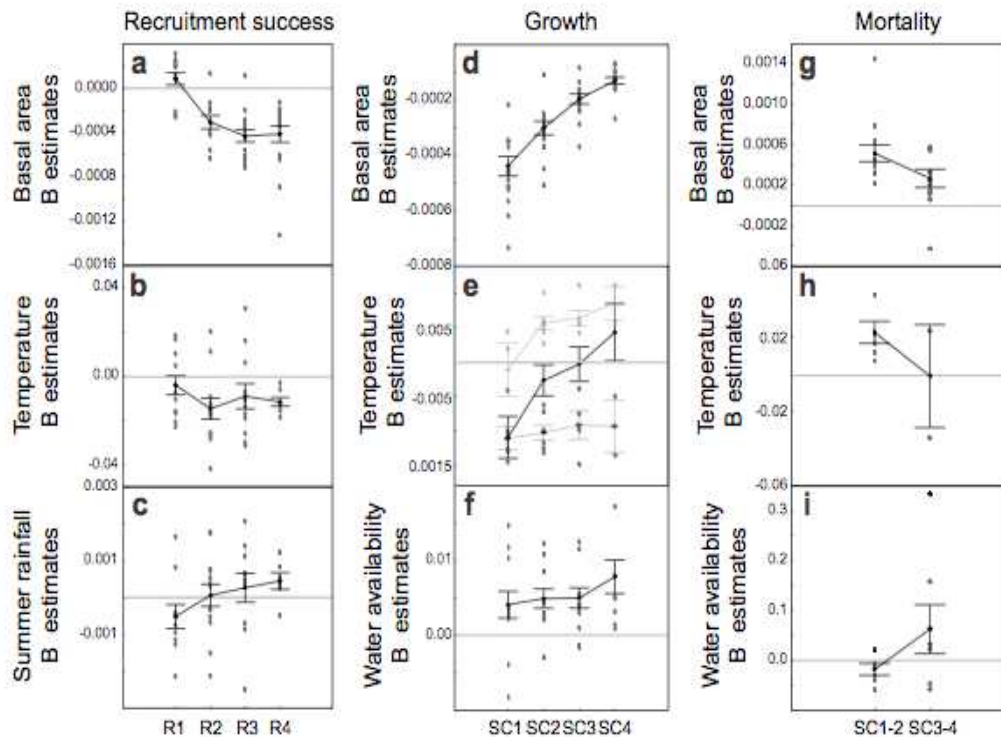 Recruitment success
Growth
Mortality
a
Basal area
B estimates
0.0000
-0.0004
-0.0008
-0.0012
-0.0016
b
Temperature
B estimates
0.04
0.00
-0.04
c
Summer rainfall
B estimates
0.003
0.001
-0.001
R1 R2 R3 R4
d
Basal area
B estimates
-0.0002
-0.0004
-0.0006
-0.0008
e
Temperature
B estimates
0.005
-0.005
0.0015
f
Water availability
B estimates
0.01
0.00
SC1 SC2 SC3 SC4
g
Basal area
B estimates
0.0014
0.0010
0.0006
0.0002
-0.0002
h
Temperature
B estimates
0.06
0.02
-0.02
-0.06
i
Water availability
B estimates
0.3
0.1
0.0
SC1-2 SC3-4